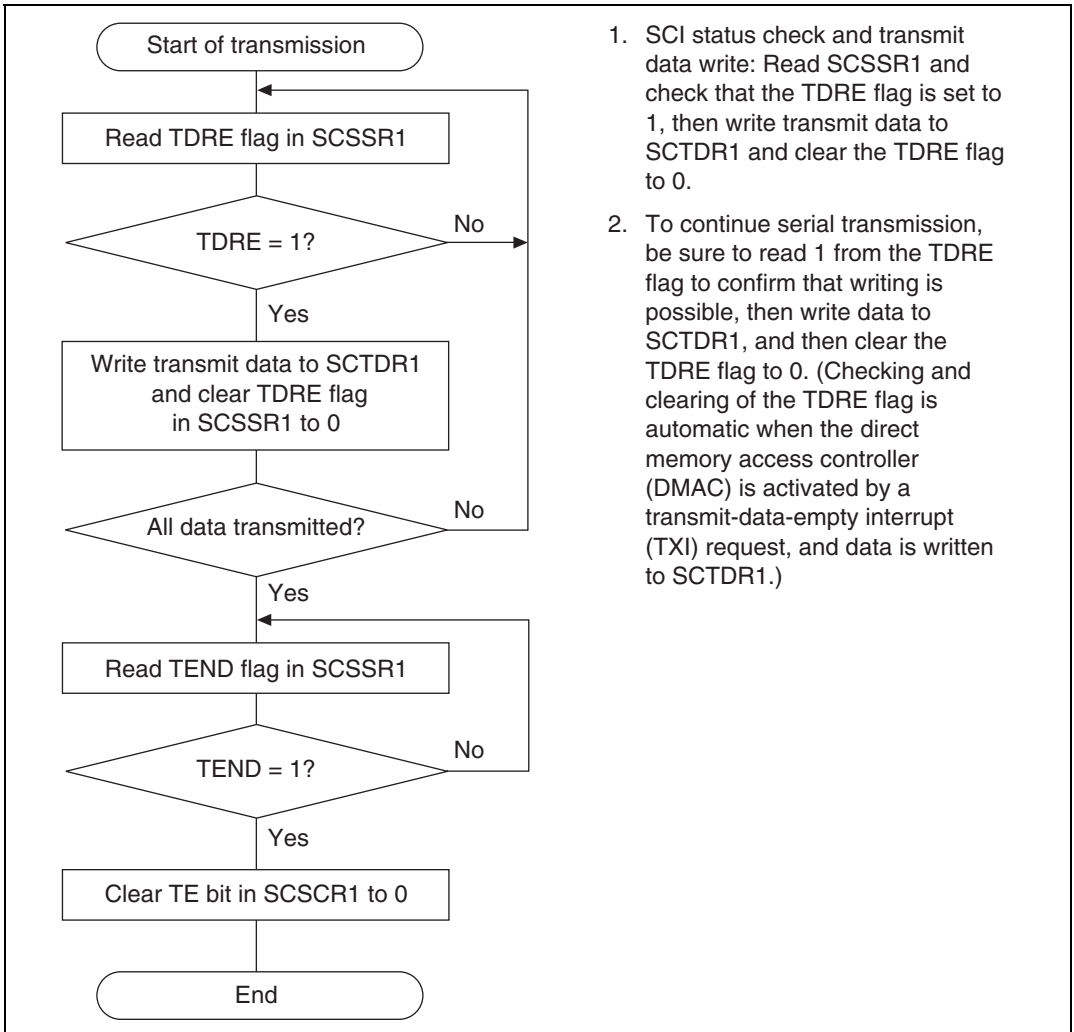 Start of transmission
Read TDRE flag in SCSSR1
TDRE = 1?
No
Yes
Write transmit data to SCTDR1
and clear TDRE flag
in SCSSR1 to 0
All data transmitted?
No
Yes
Read TEND flag in SCSSR1
TEND = 1?
No
Yes
Clear TE bit in SCSCR1 to 0
End
1. SCI status check and transmit
data write: Read SCSSR1 and
check that the TDRE flag is set to
1, then write transmit data to
SCTDR1 and clear the TDRE flag
to 0.
2. To continue serial transmission,
be sure to read 1 from the TDRE
flag to confirm that writing is
possible, then write data to
SCTDR1, and then clear the
TDRE flag to 0. (Checking and
clearing of the TDRE flag is
automatic when the direct
memory access controller
(DMAC) is activated by a
transmit-data-empty interrupt
(TXI) request, and data is written
to SCTDR1.)